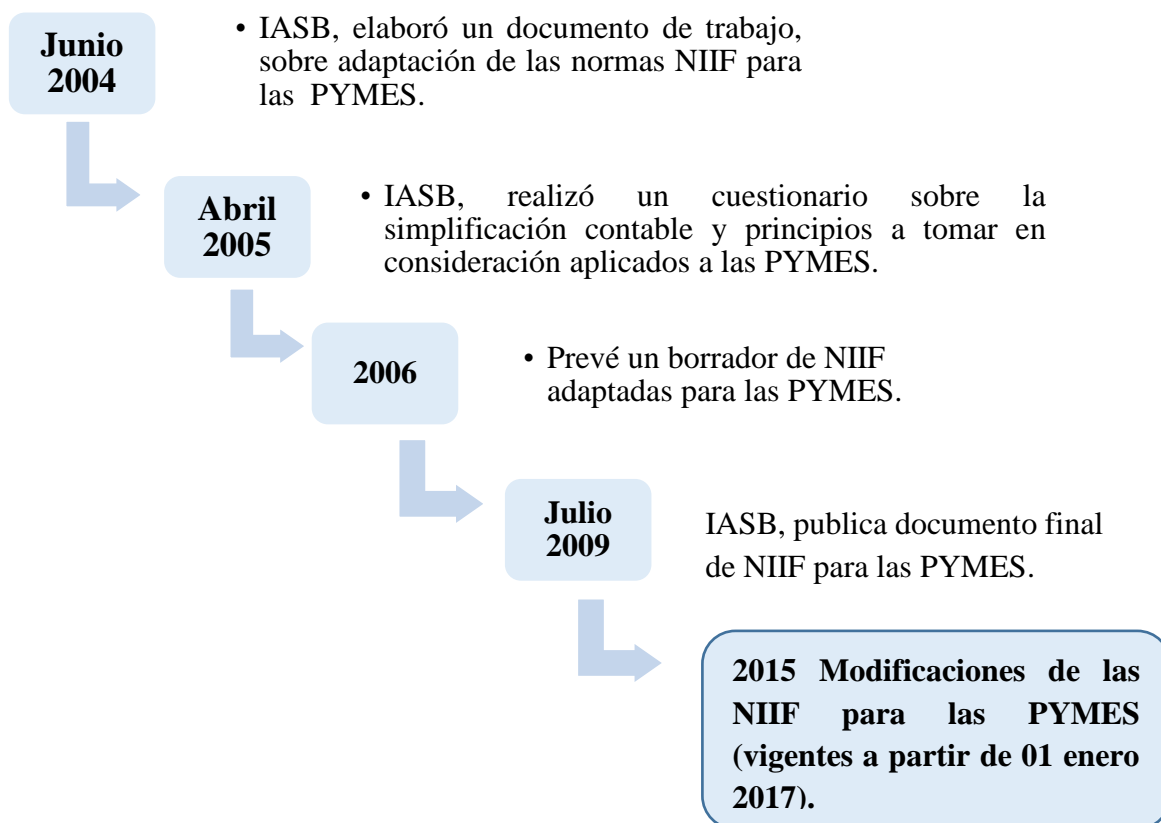 Junio
2004
• IASB, elaboró un documento de trabajo,
sobre adaptación de las normas NIIF para
las PYMES.
Abril
2005
• IASB, realizó un cuestionario sobre la
simplificación contable y principios a tomar en
consideración aplicados a las PYMES.
2006
• Prevé un borrador de NIIF
adaptadas para las PYMES.
Julio
2009
IASB, publica documento final
de NIIF para las PYMES.
2015 Modificaciones de las
NIIF para las PYMES
(vigentes a partir de 01 enero
2017).